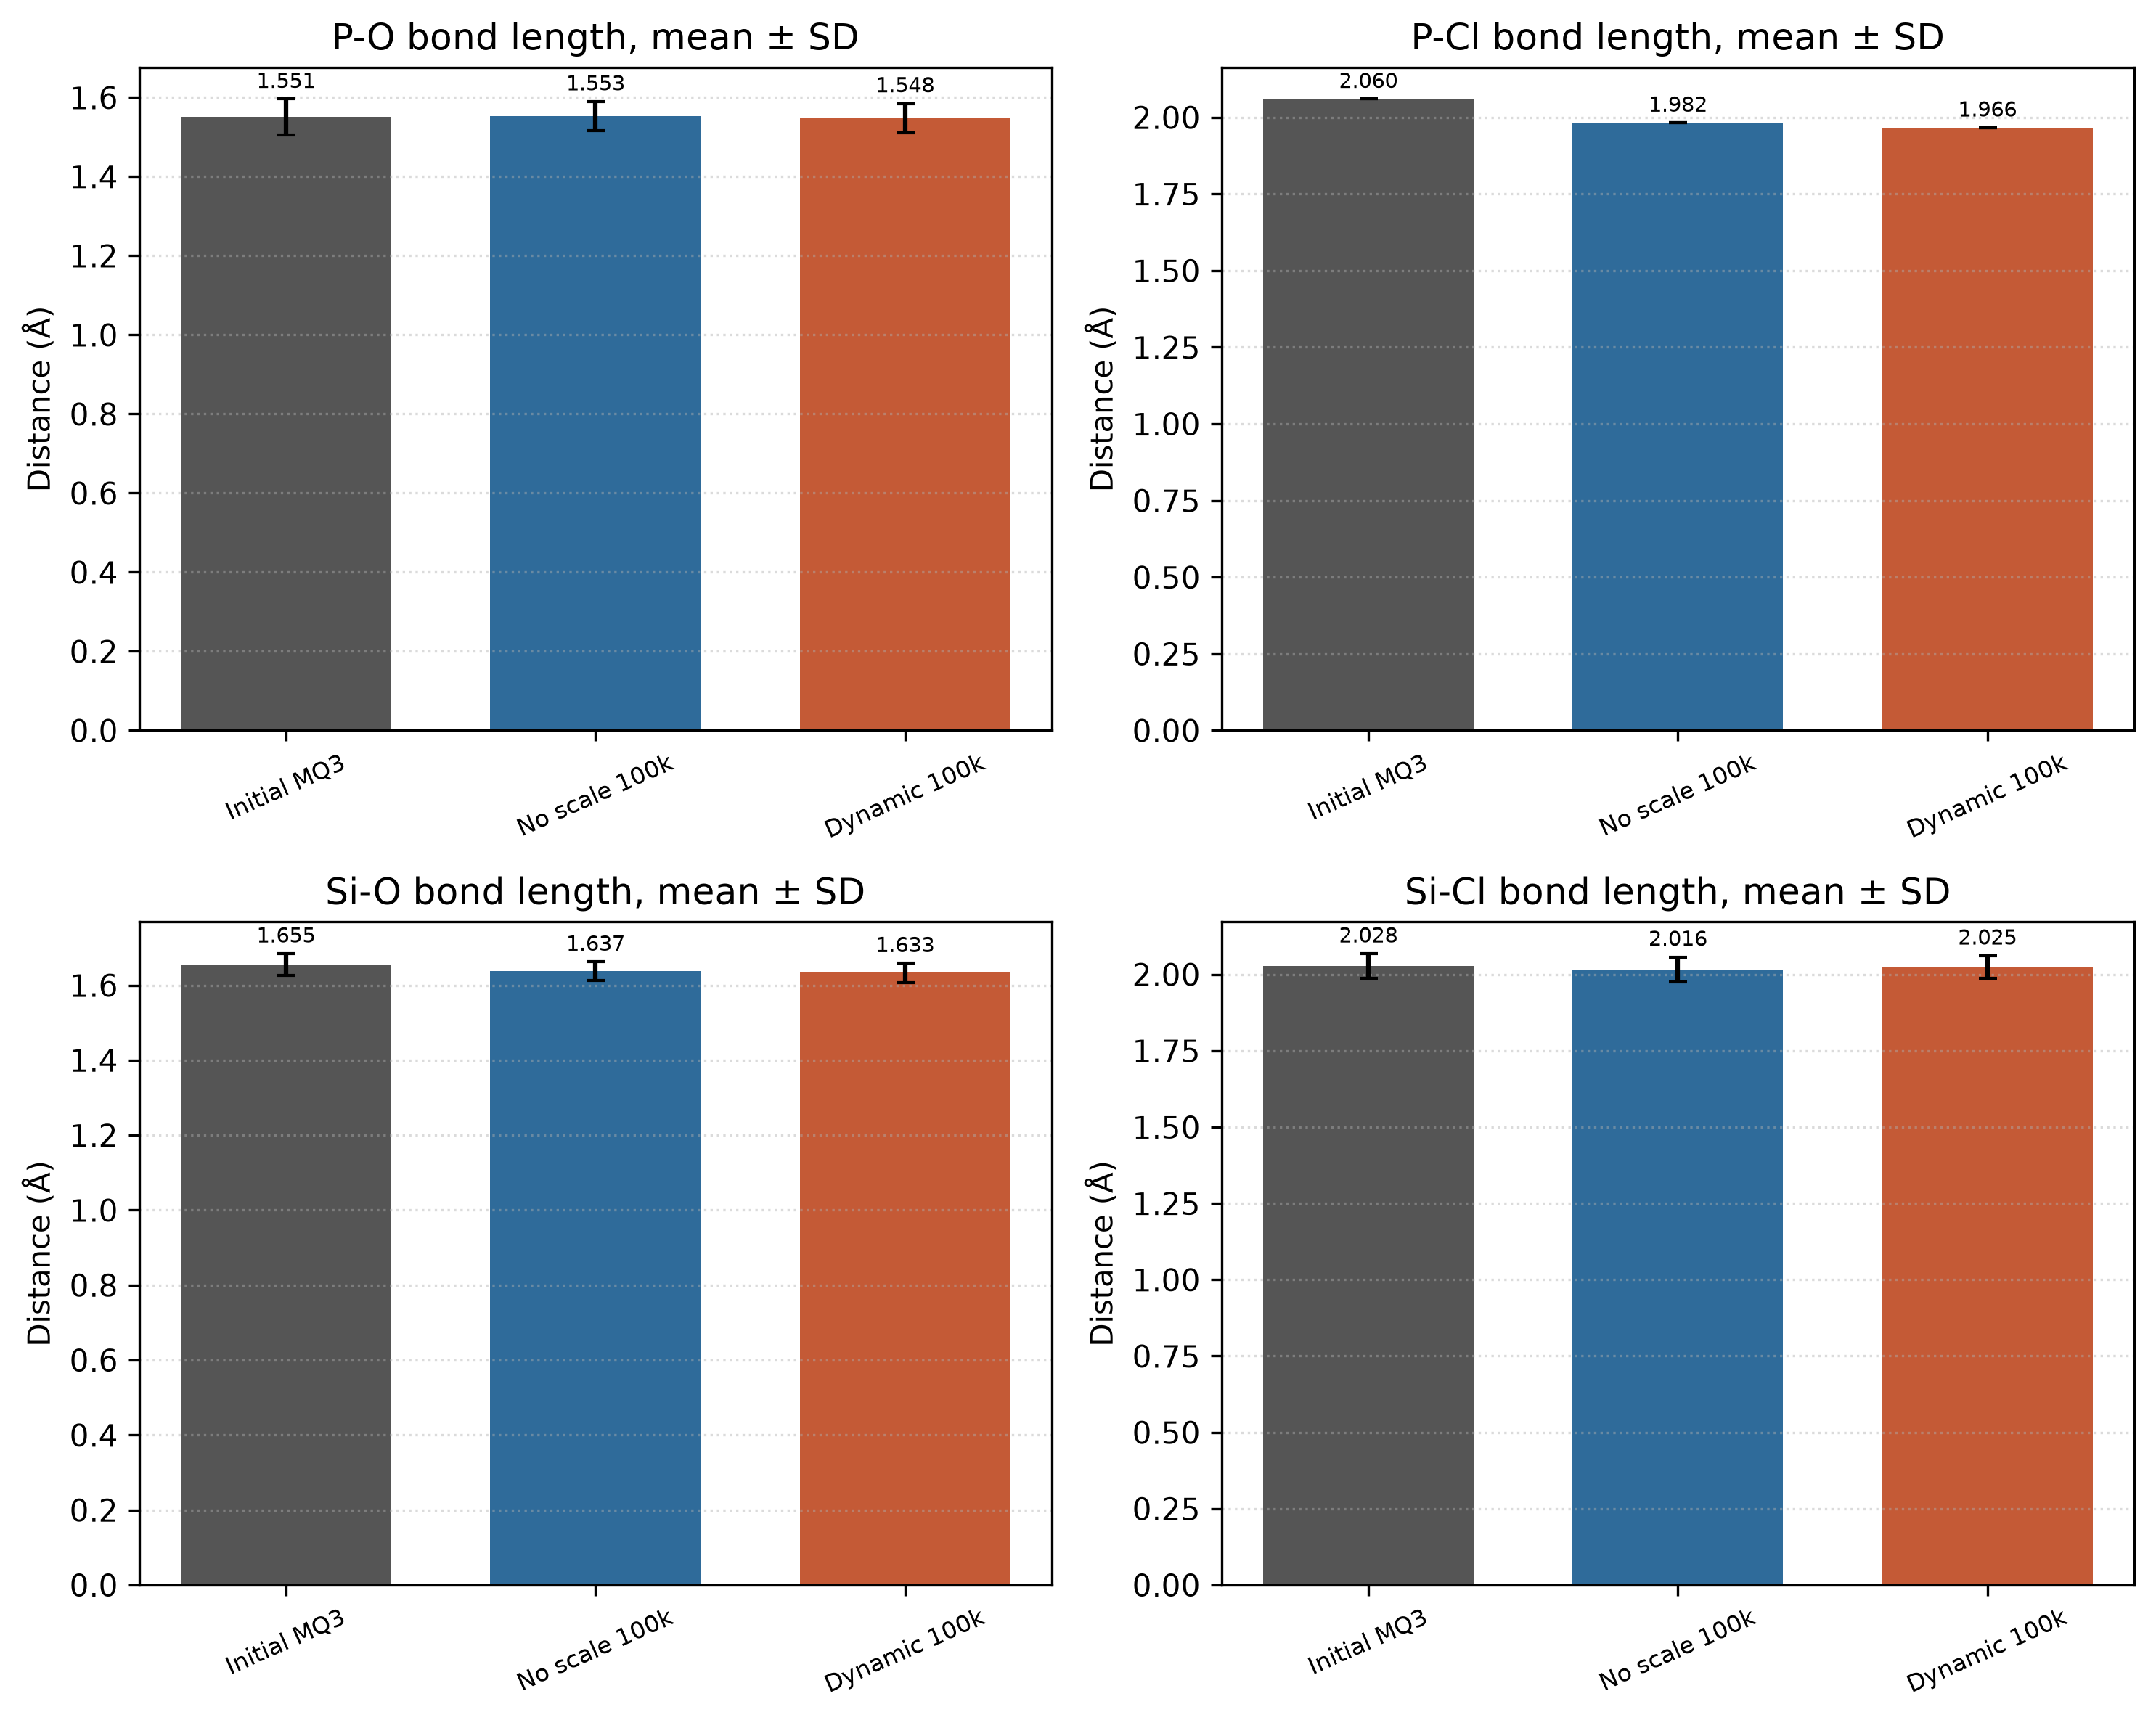 P-O bond length, mean ± SD
Distance (Å)
1.6
1.4
1.2
1.0
0.8
0.6
0.4
0.2
0.0
1.551
1.553
1.548
Initial MQ3
No scale 100k
Dynamic 100k
P-Cl bond length, mean ± SD
Distance (Å)
2.00
1.75
1.50
1.25
1.00
0.75
0.50
0.25
0.00
2.060
1.982
1.966
Initial MQ3
No scale 100k
Dynamic 100k
Si-O bond length, mean ± SD
Distance (Å)
1.6
1.4
1.2
1.0
0.8
0.6
0.4
0.2
0.0
1.655
1.637
1.633
Initial MQ3
No scale 100k
Dynamic 100k
Si-Cl bond length, mean ± SD
Distance (Å)
2.00
1.75
1.50
1.25
1.00
0.75
0.50
0.25
0.00
2.028
2.016
2.025
Initial MQ3
No scale 100k
Dynamic 100k